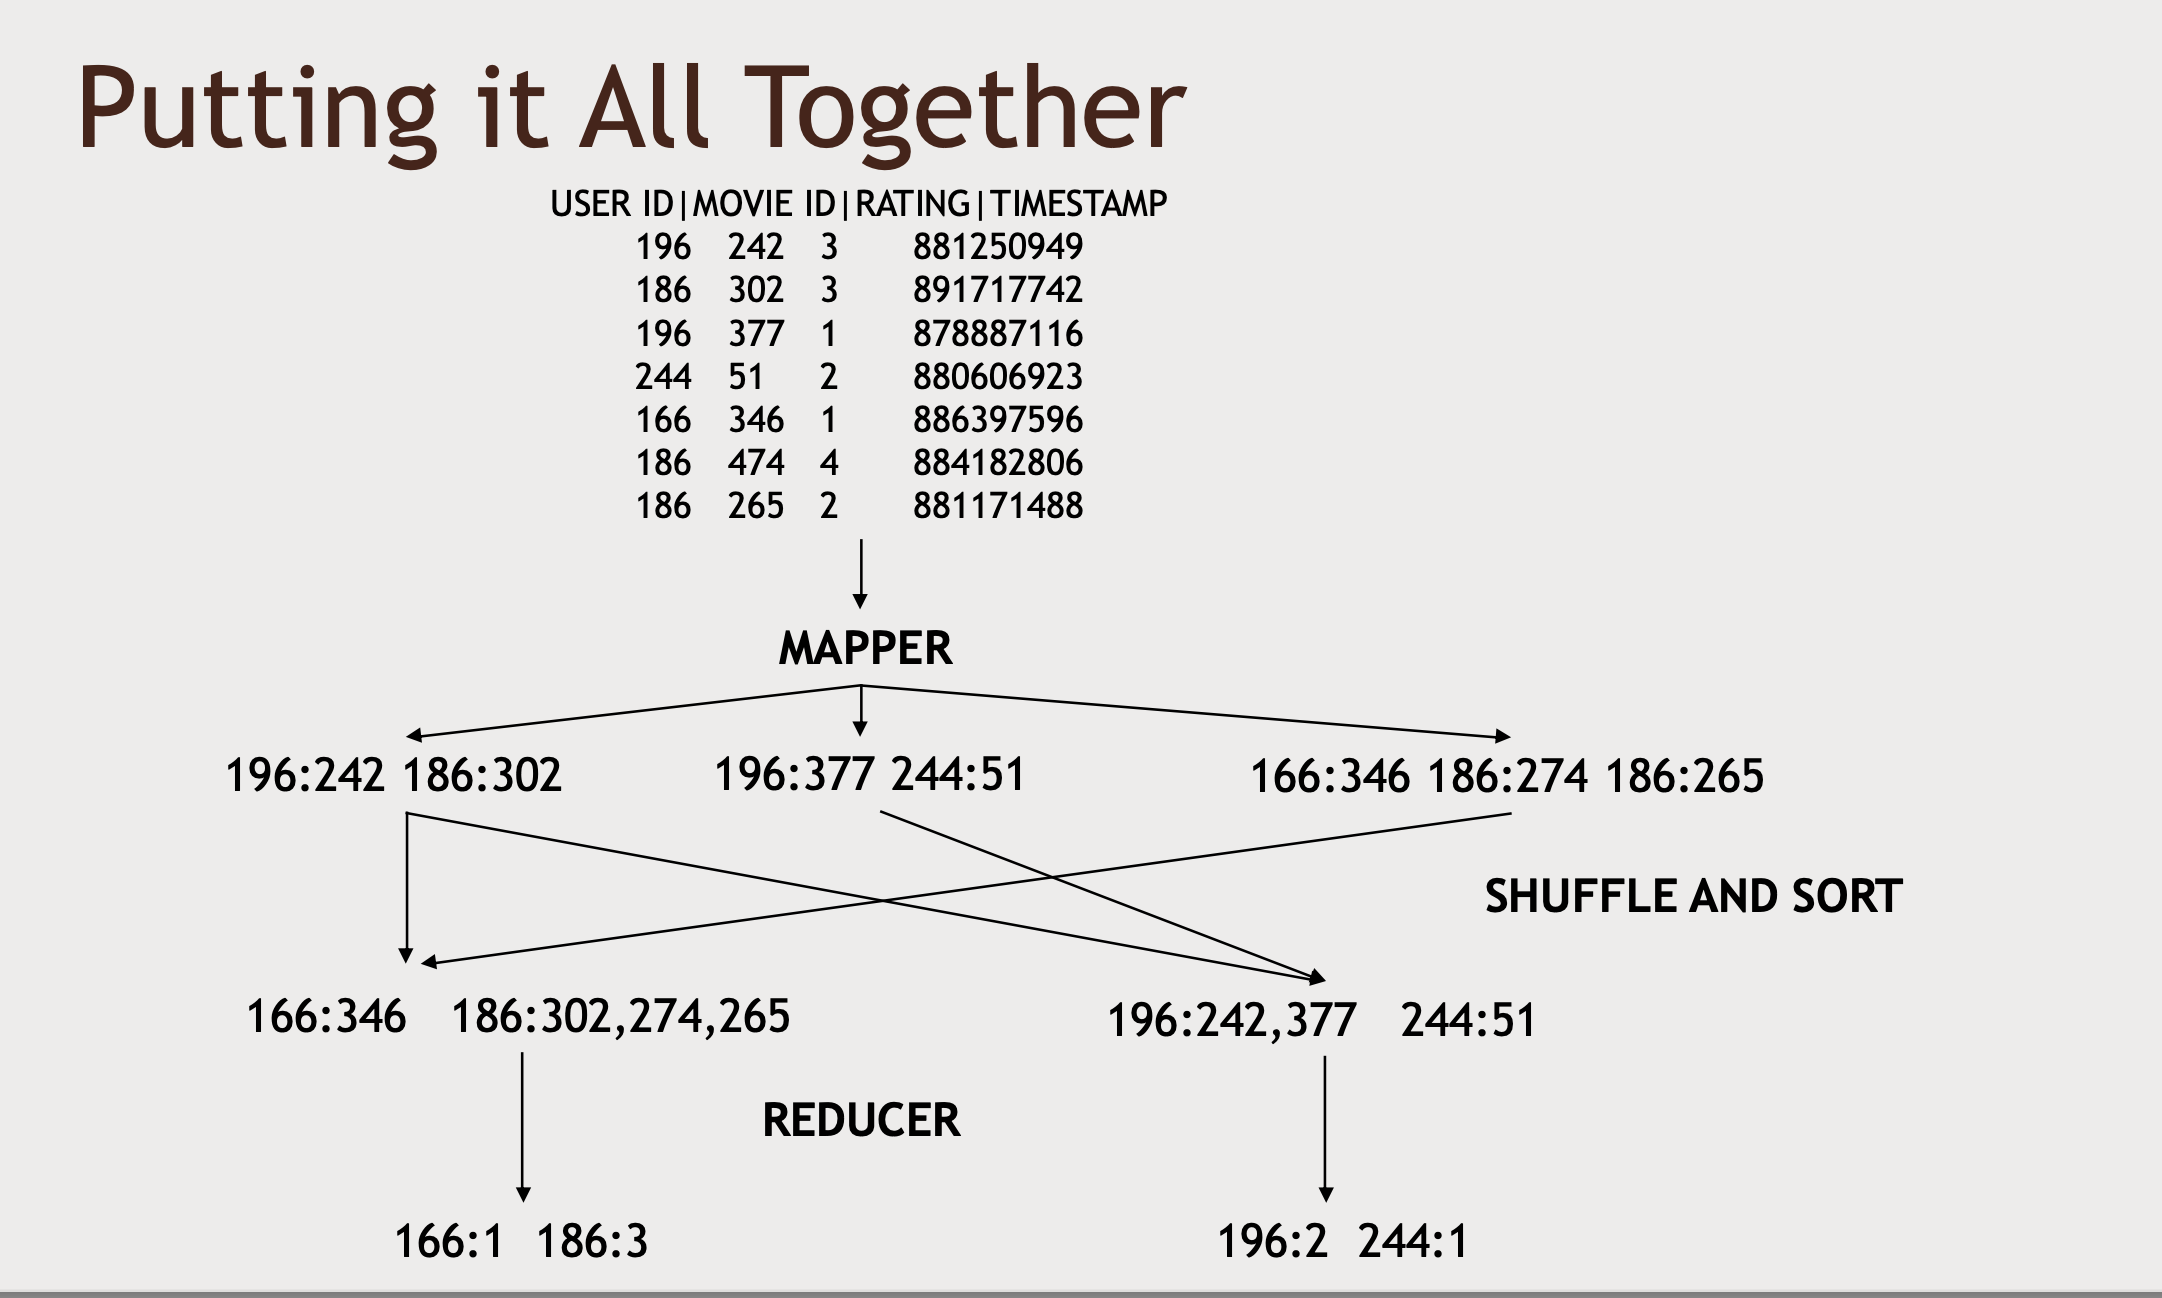 Putting it All Together
USER ID|MOVIE ID|RATING|TIMESTAMP
196 242 3 881250949
186 302 3 891717742
196 377 1 878887116
244 51 2 880606923
166 346 1 886397596
186 474 4 884182806
186 265 2 881171488
MAPPER
196:242 186:302
196:377 244:51
166:346 186:274 186:265
SHUFFLE AND SORT
166:346 186:302,274,265
196:242,377 244:51
REDUCER
166:1 186:3
196:2 244:1